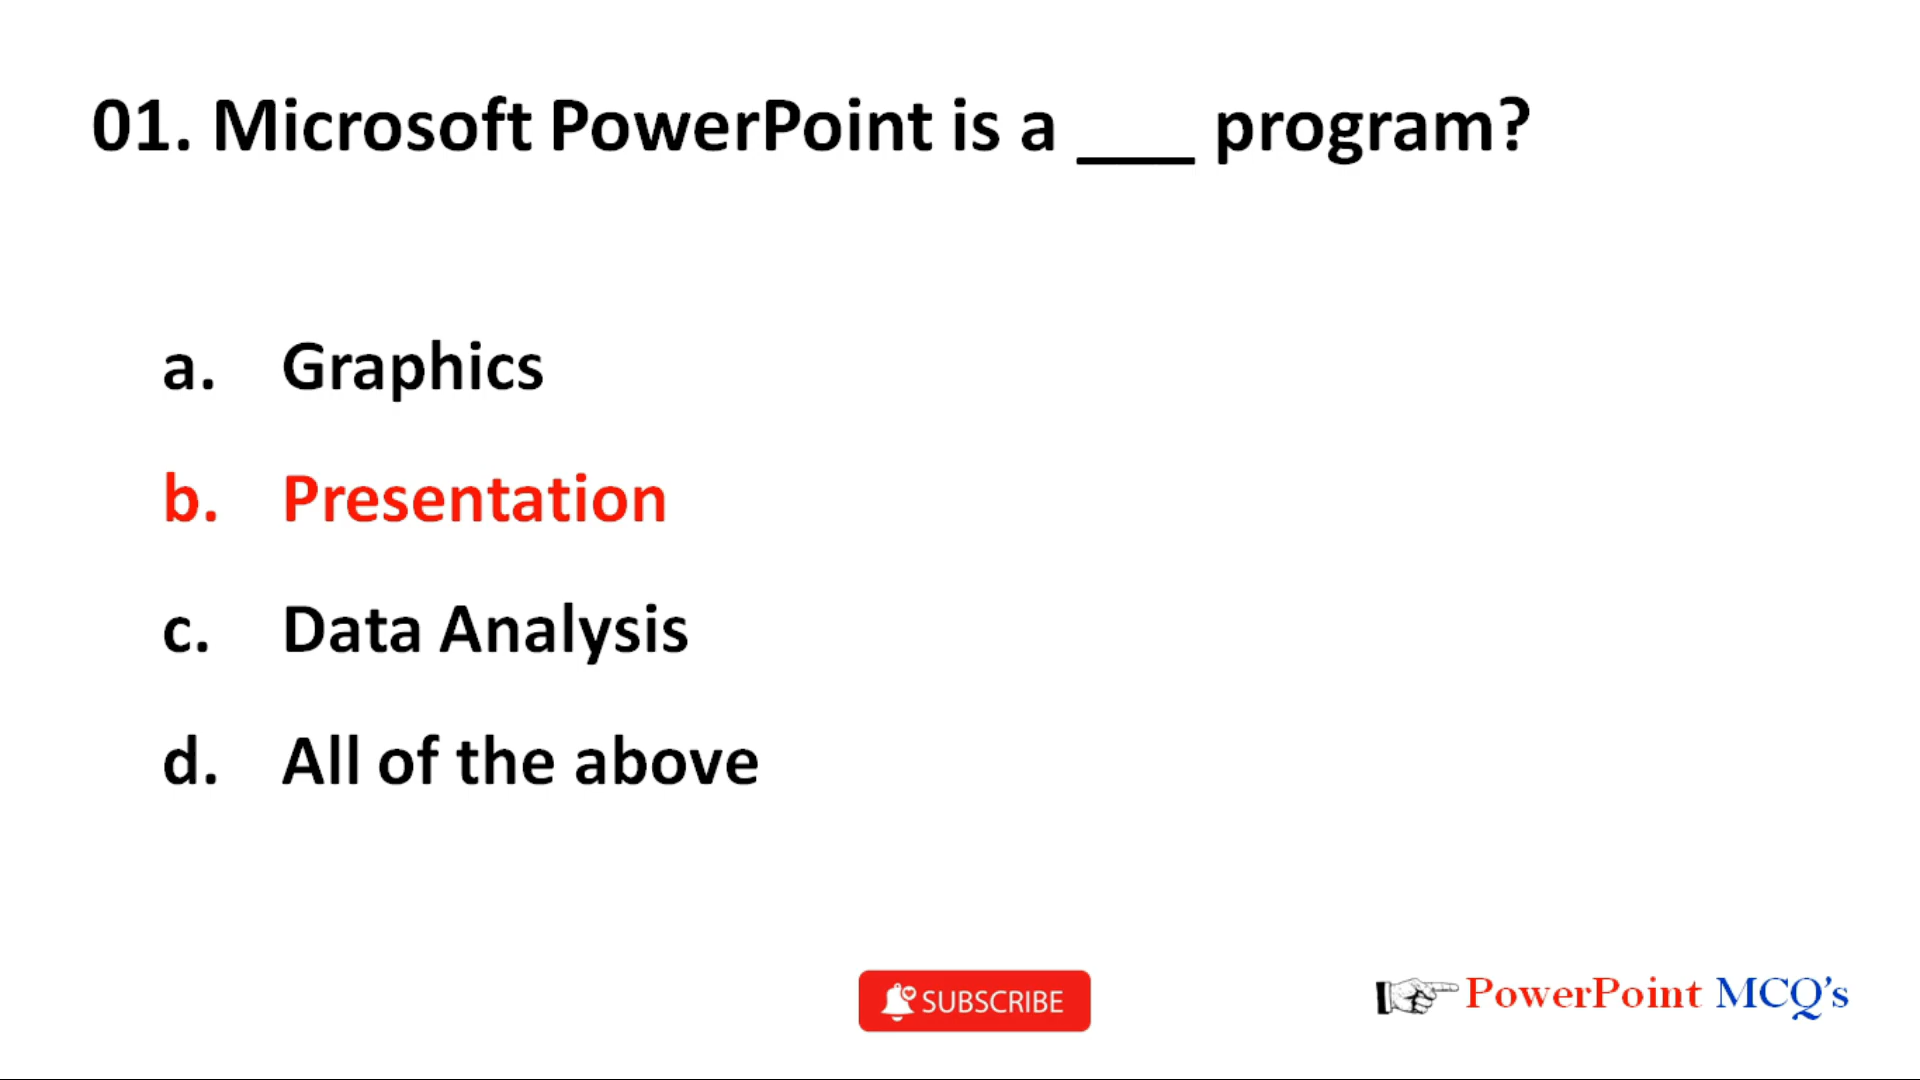 01. Microsoft PowerPoint is a ___ program?
a. Graphics
b. Presentation
c. Data Analysis
d. All of the above
SUBSCRIBE
PowerPoint MCQ's